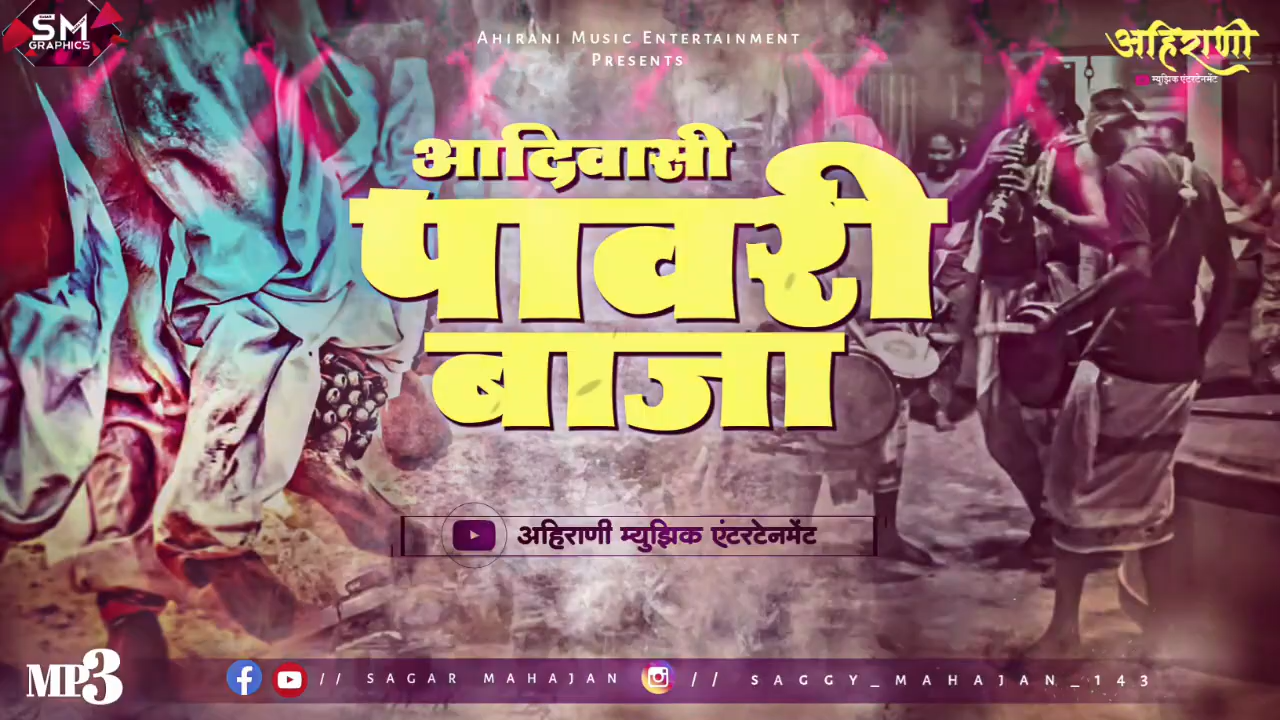 SM
GRAPHICS
Ahirani Music Entertainment
Presents
अहिराणी
म्युझिक एंटरटेनमेंट
आदिवासी
पावरी
बाजा
अहिराणी म्युझिक एंटरटेनमेंट
MP3
// SAGAR MAHAJAN // SAGGY_MAHAJAN_143